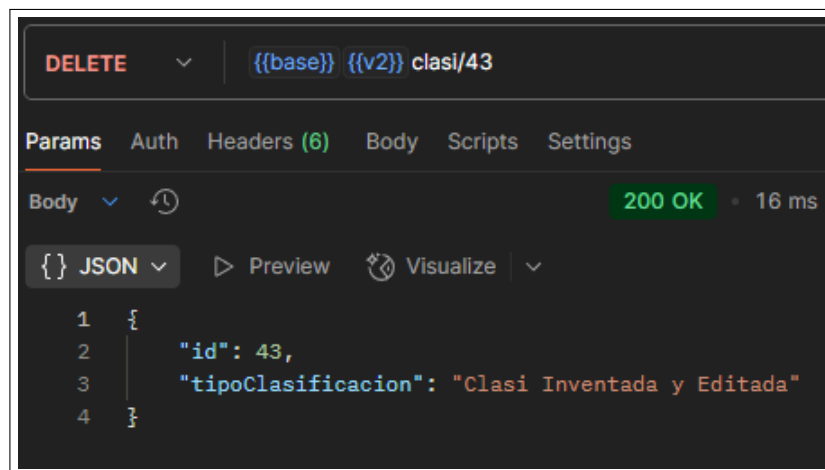 DELETE {{base}} {{v2}} clasi/43
Params Auth Headers (6) Body Scripts Settings
Body 200 OK • 16 ms
{ } JSON Preview Visualize
1 {
2 "id": 43,
3 "tipoClasificacion": "Clasi Inventada y Editada"
4 }